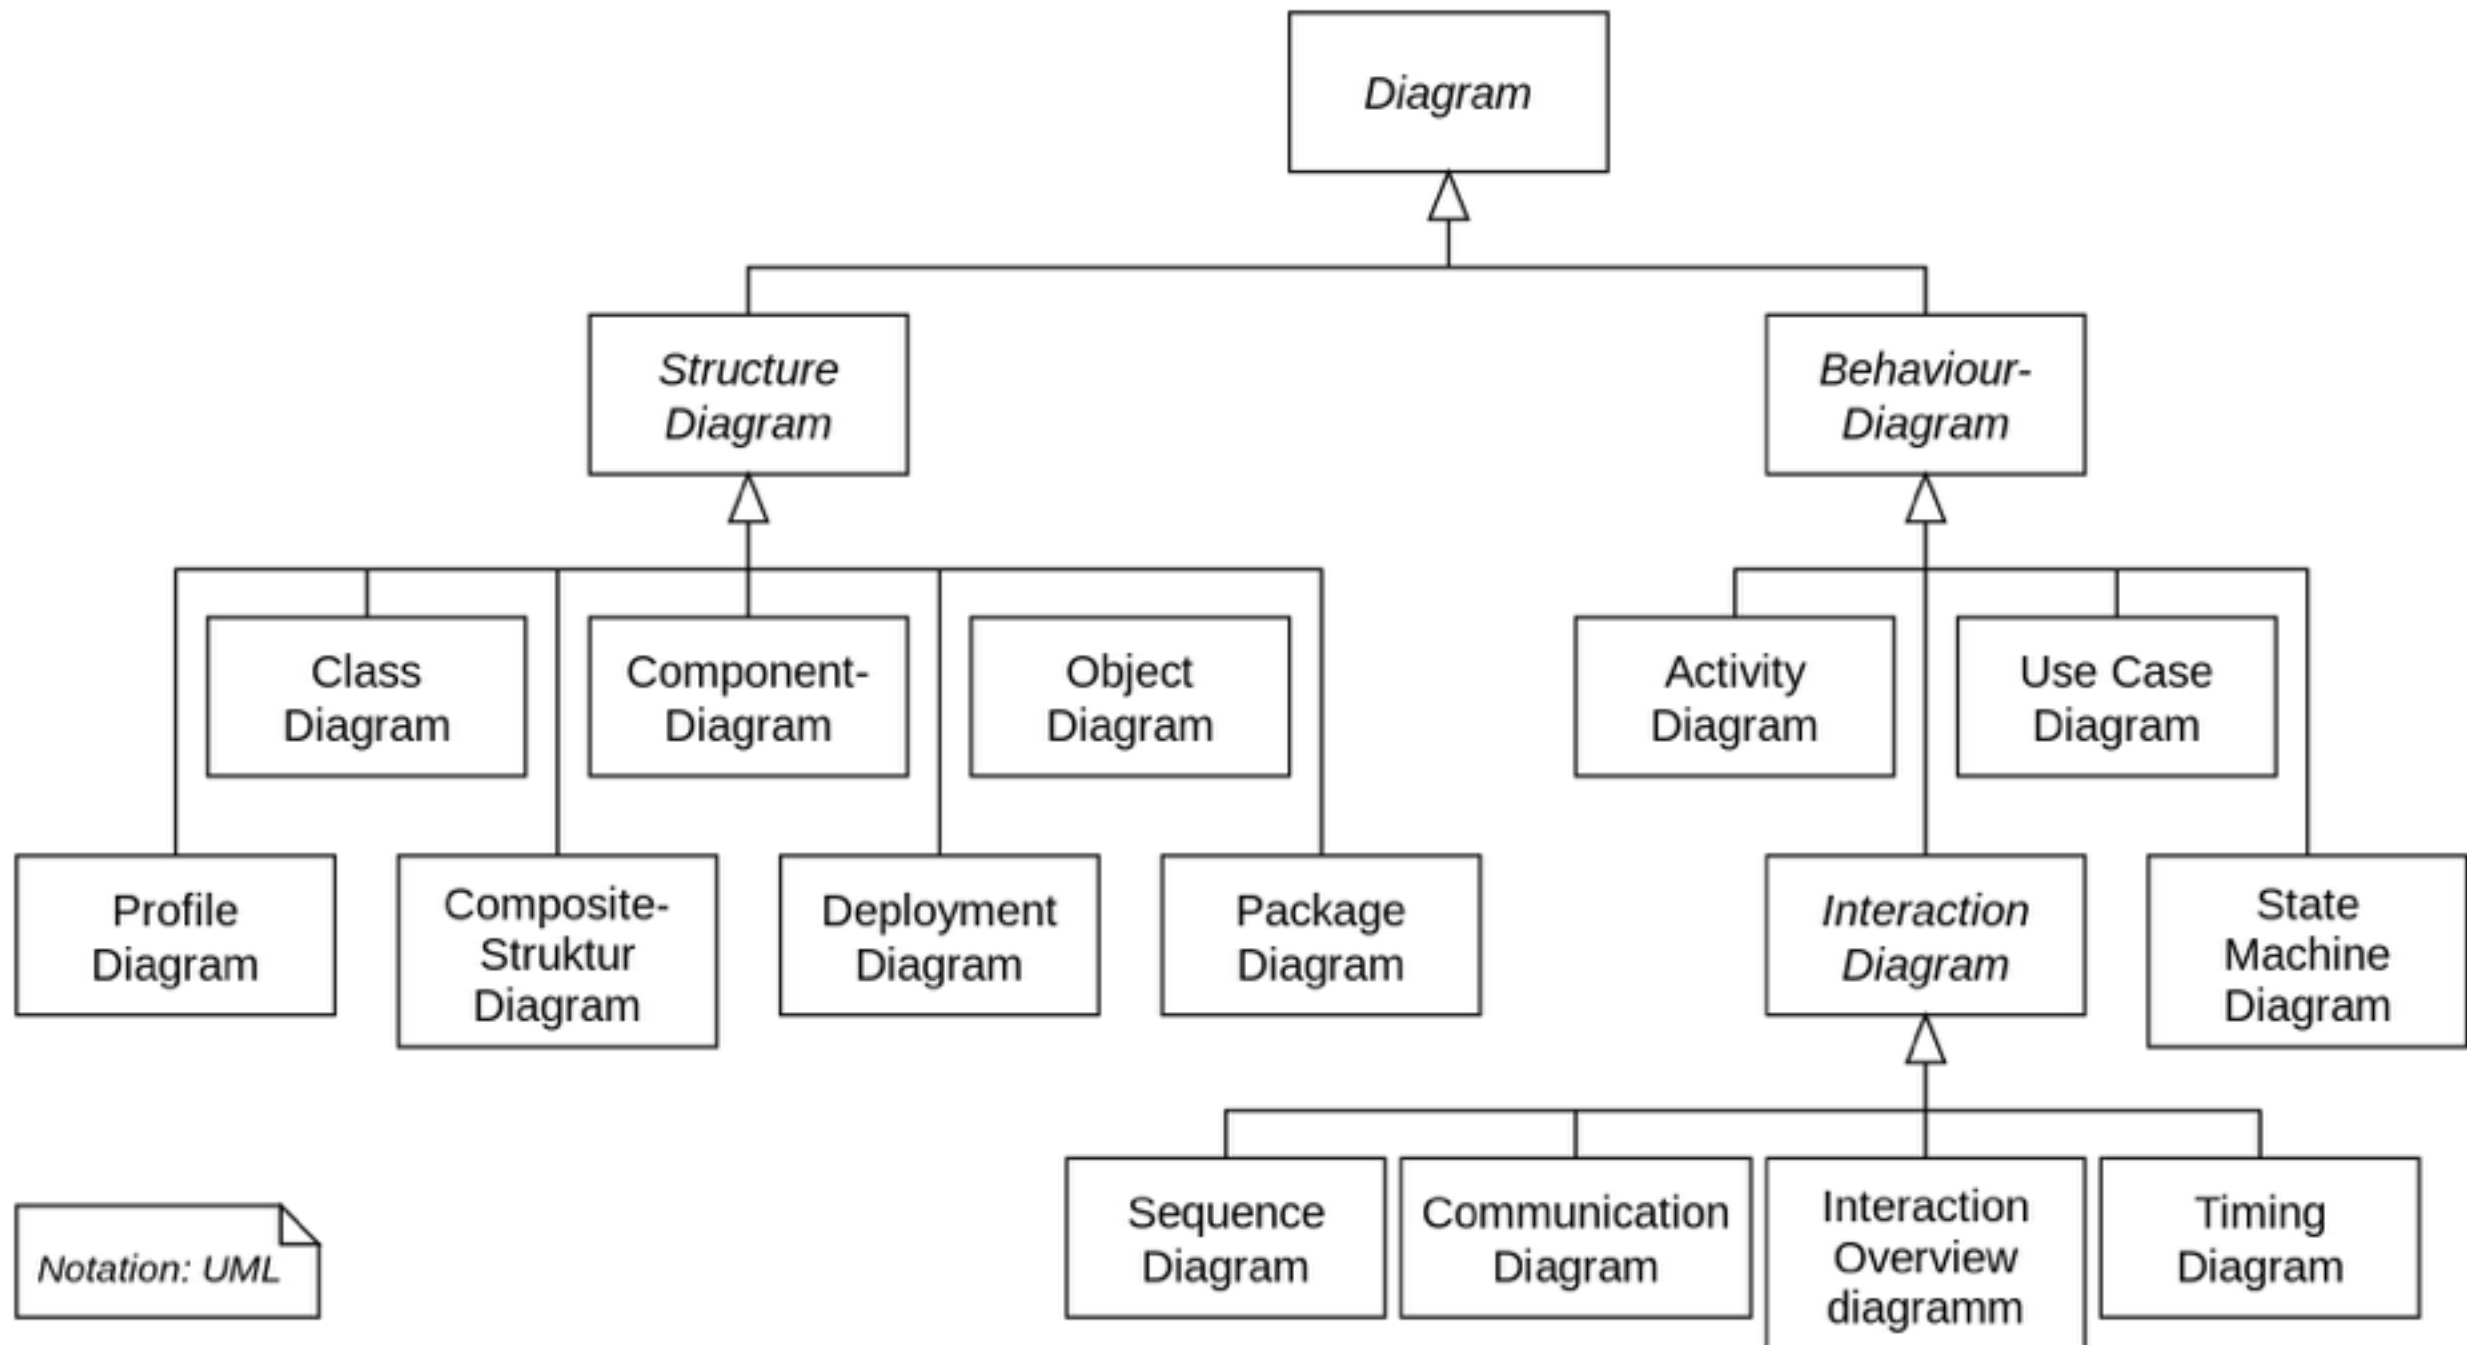 Diagram
Structure
Diagram
Behaviour-
Diagram
Class
Diagram
Component-
Diagram
Object
Diagram
Activity
Diagram
Use Case
Diagram
Profile
Diagram
Composite-
Struktur
Diagram
Deployment
Diagram
Package
Diagram
Interaction
Diagram
State
Machine
Diagram
Sequence
Diagram
Communication
Diagram
Interaction
Overview
diagramm
Timing
Diagram
Notation: UML